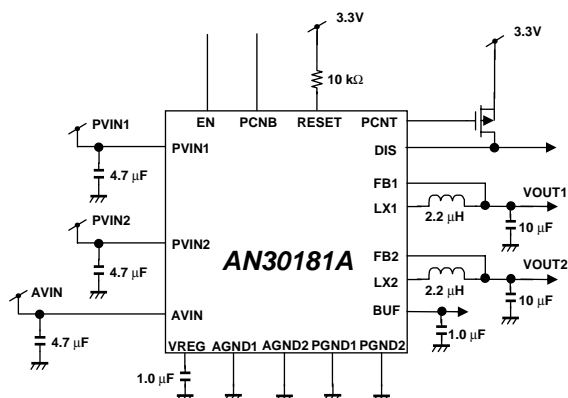 3.3V
3.3V
10 kΩ
EN PCNB RESET PCNT
PVIN1
PVIN1
DIS
4.7 μF
FB1
VOUT1
LX1
2.2 μH
10 μF
PVIN2
PVIN2
4.7 μF
AN30181A
FB2
VOUT2
LX2
2.2 μH
10 μF
AVIN
AVIN
BUF
4.7 μF
1.0 μF
VREG AGND1 AGND2 PGND1 PGND2
1.0 μF